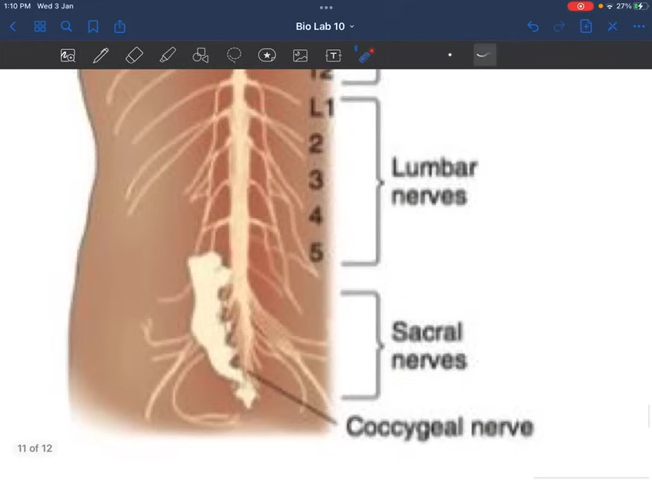 1:10 PM Wed 3 Jan
27%
Bio Lab 10
T
12
L1
2
3
4
5
Lumbar
nerves
Sacral
nerves
Coccygeal nerve
11 of 12